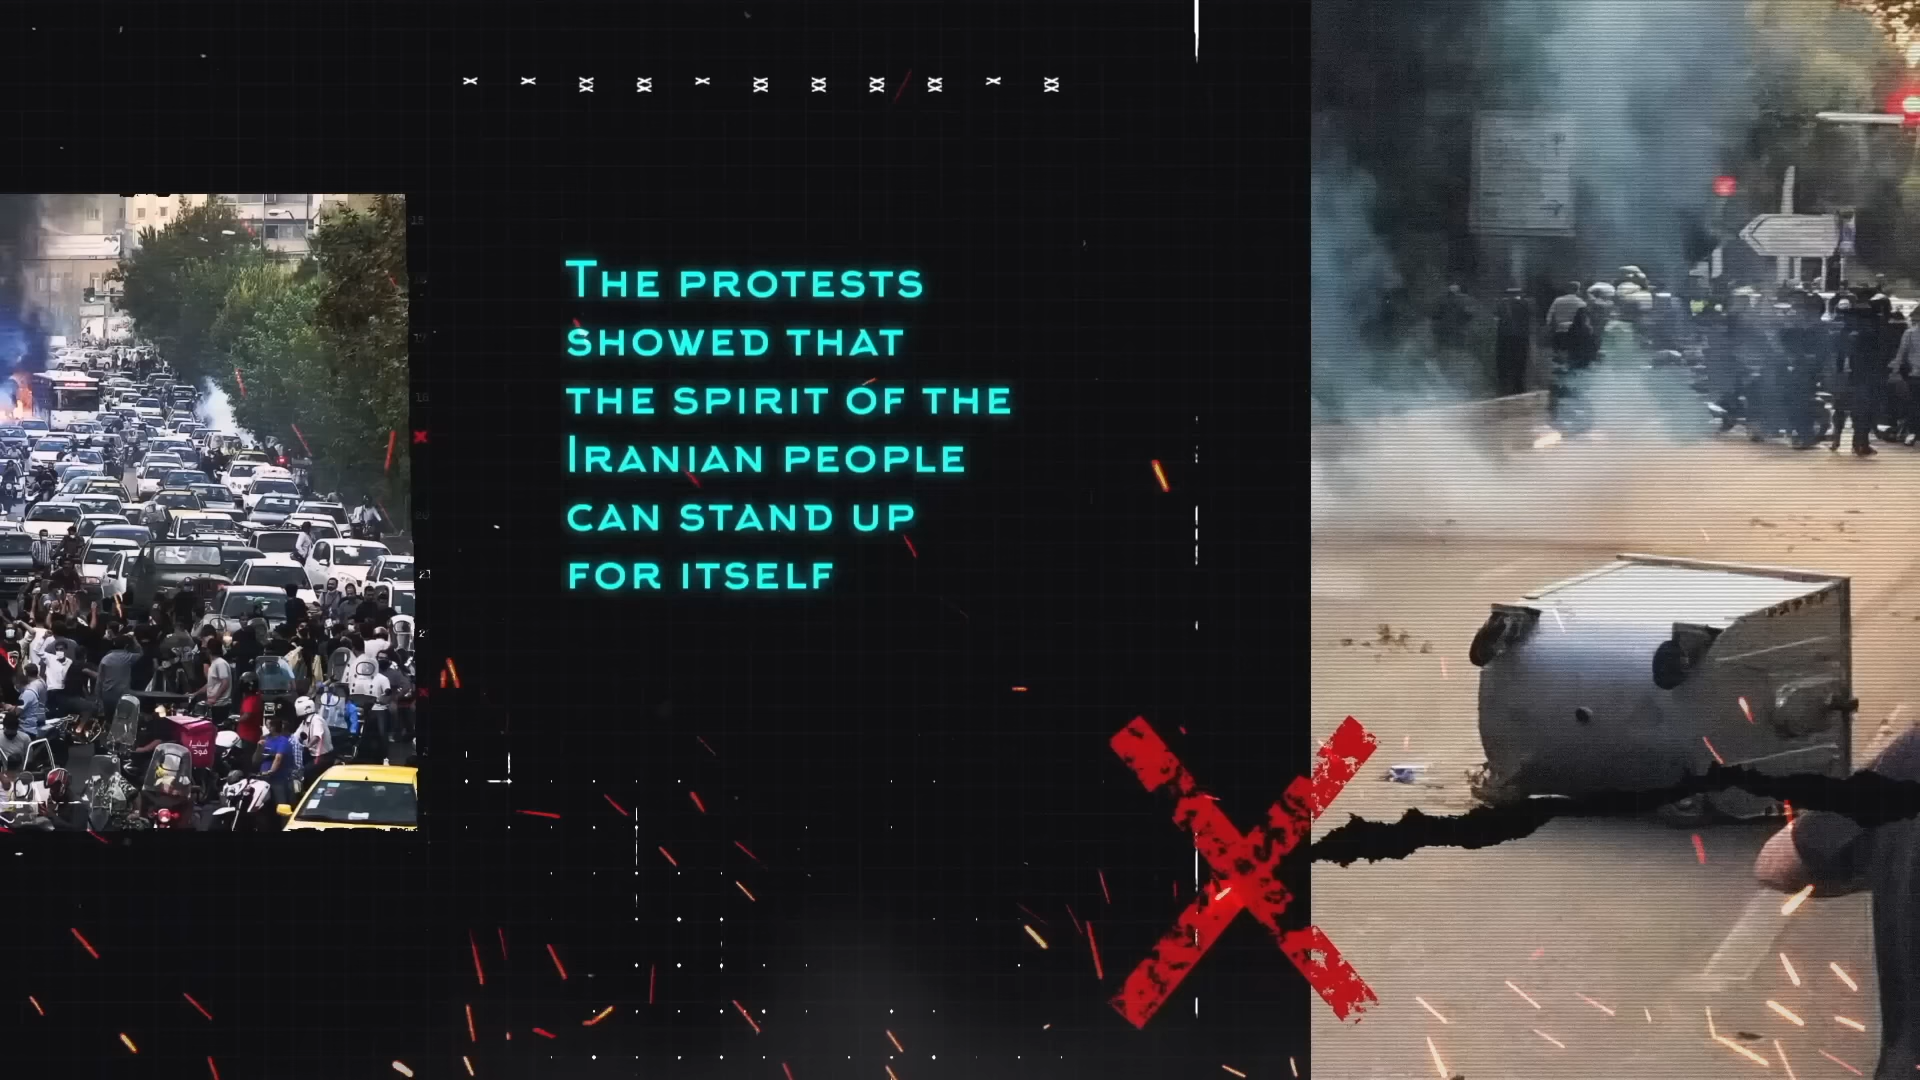 The protests
showed that
the spirit of the
Iranian people
can stand up
for itself